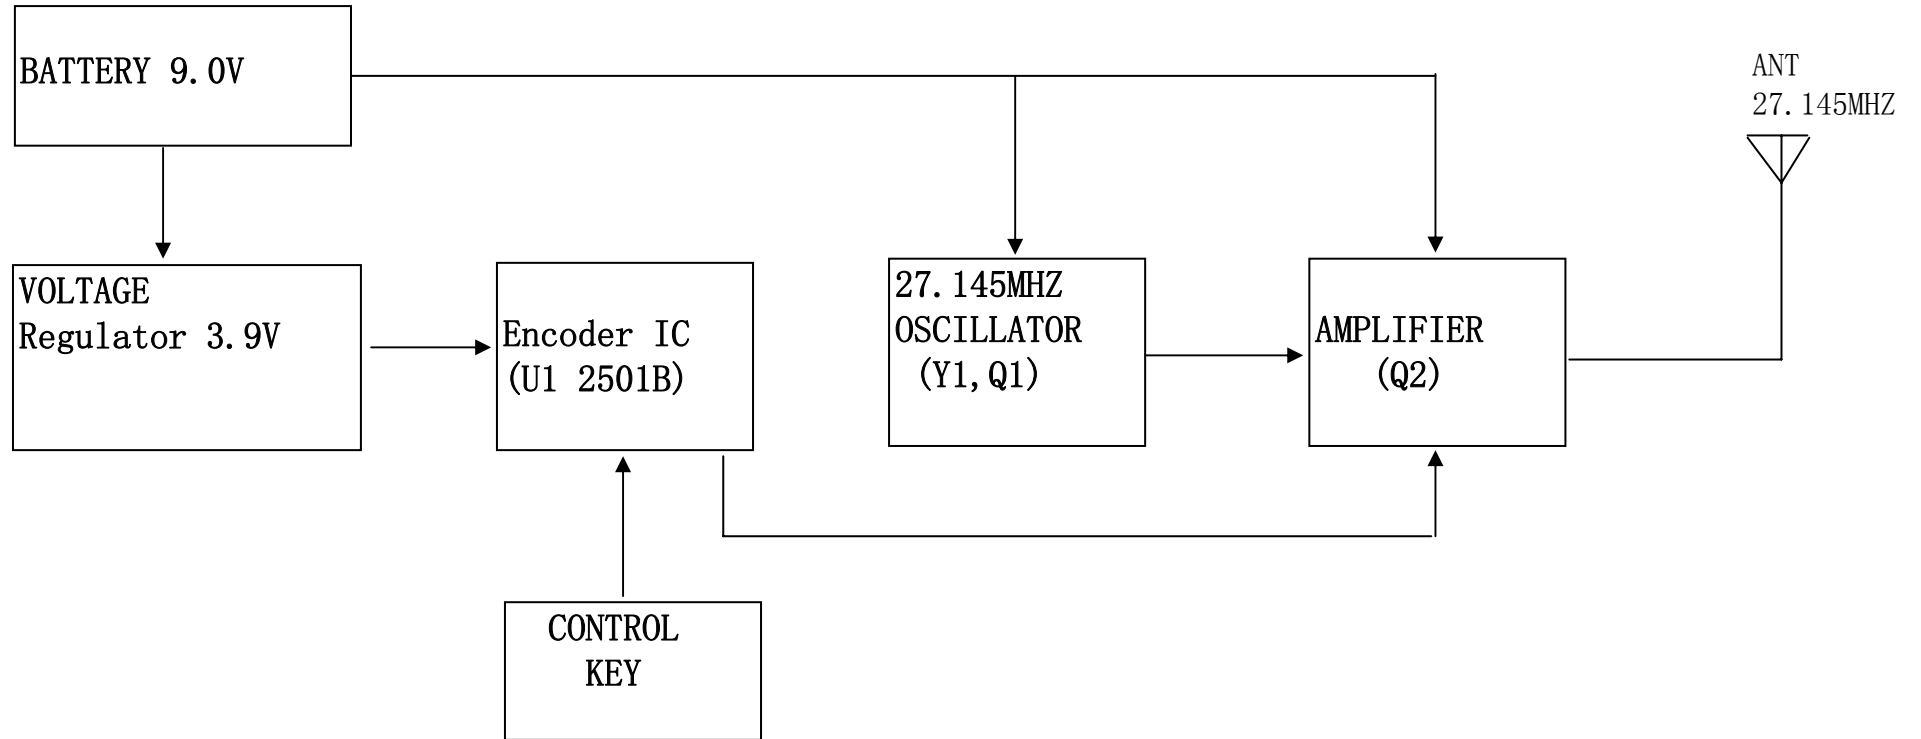 BATTERY 9.0V
ANT
27.145MHZ
VOLTAGE
Regulator 3.9V
Encoder IC
(U1 2501B)
27.145MHZ
OSCILLATOR
(Y1,Q1)
AMPLIFIER
(Q2)
CONTROL
KEY